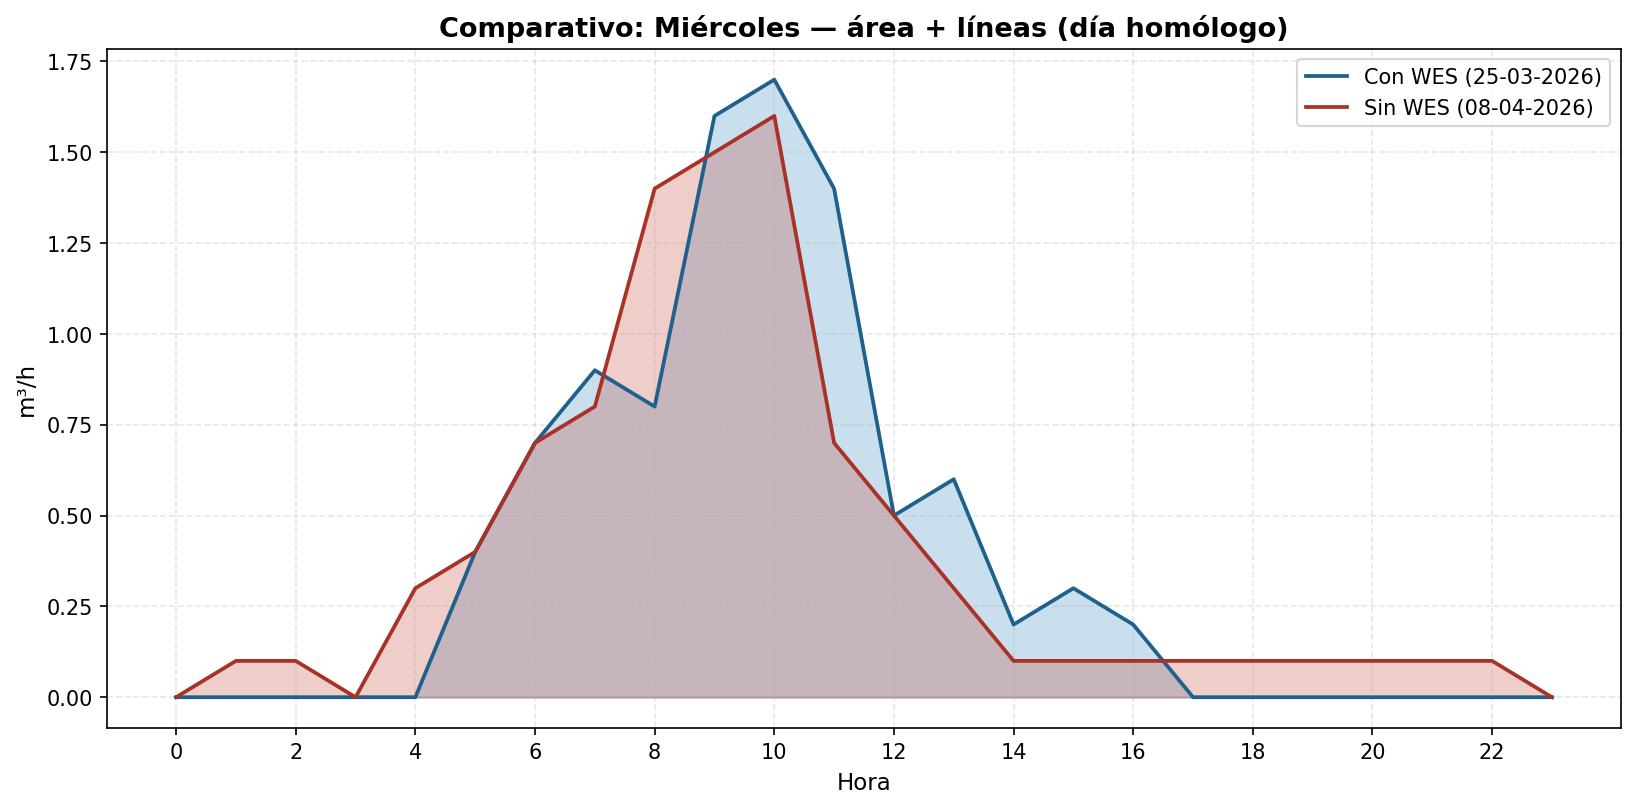 Comparativo: Miércoles — área + líneas (día homólogo)
Con WES (25-03-2026)
Sin WES (08-04-2026)
m³/h
1.75
1.50
1.25
1.00
0.75
0.50
0.25
0.00
0 2 4 6 8 10 12 14 16 18 20 22
Hora